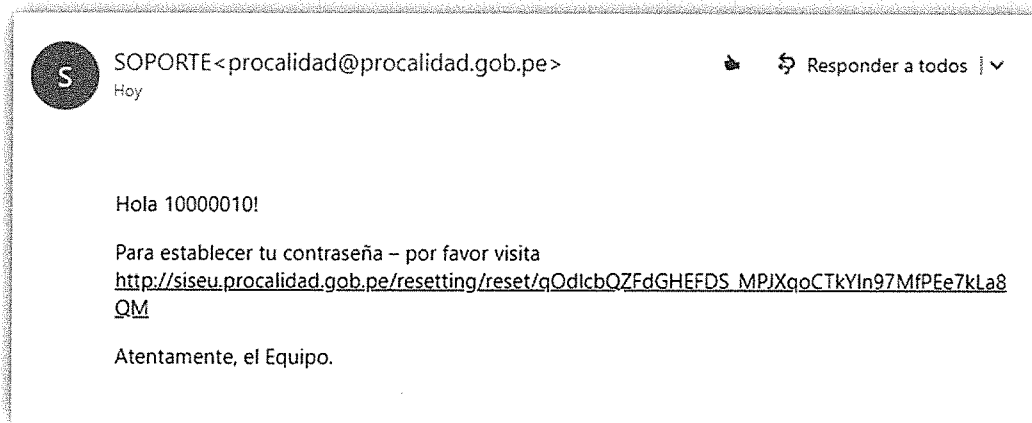 S
SOPORTE<procalidad@procalidad.gob.pe>
Responder a todos | 
Hoy
Hola 10000010!
Para establecer tu contraseña – por favor visita
http://siseu.procalidad.gob.pe/resetting/reset/qOdlcbQZFdGHEFDS_MPJXqoCTkYln97MfPEe7kLa8
QM
Atentamente, el Equipo.